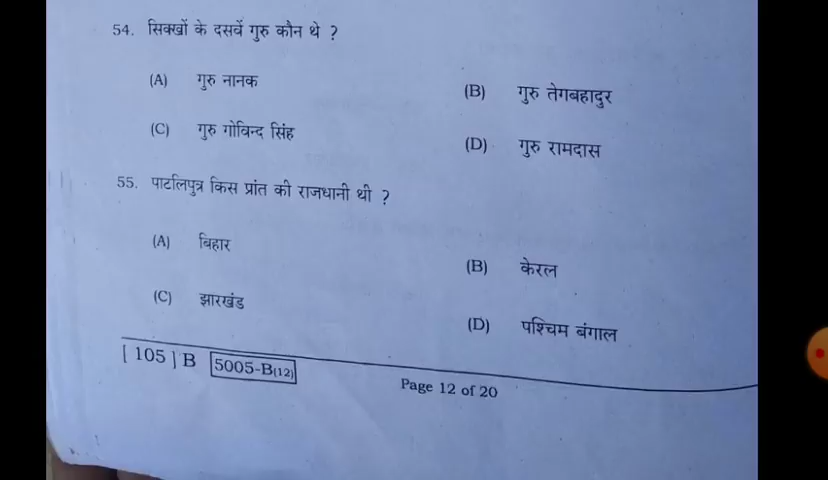 54. सिक्खों के दसवें गुरु कौन थे ?
(A) गुरु नानक
(B) गुरु तेगबहादुर
(C) गुरु गोविन्द सिंह
(D) गुरु रामदास
55. पाटलिपुत्र किस प्रांत की राजधानी थी ?
(A) बिहार
(B) केरल
(C) झारखंड
(D) पश्चिम बंगाल
[ 105 ] B 5005-B(12)
Page 12 of 20